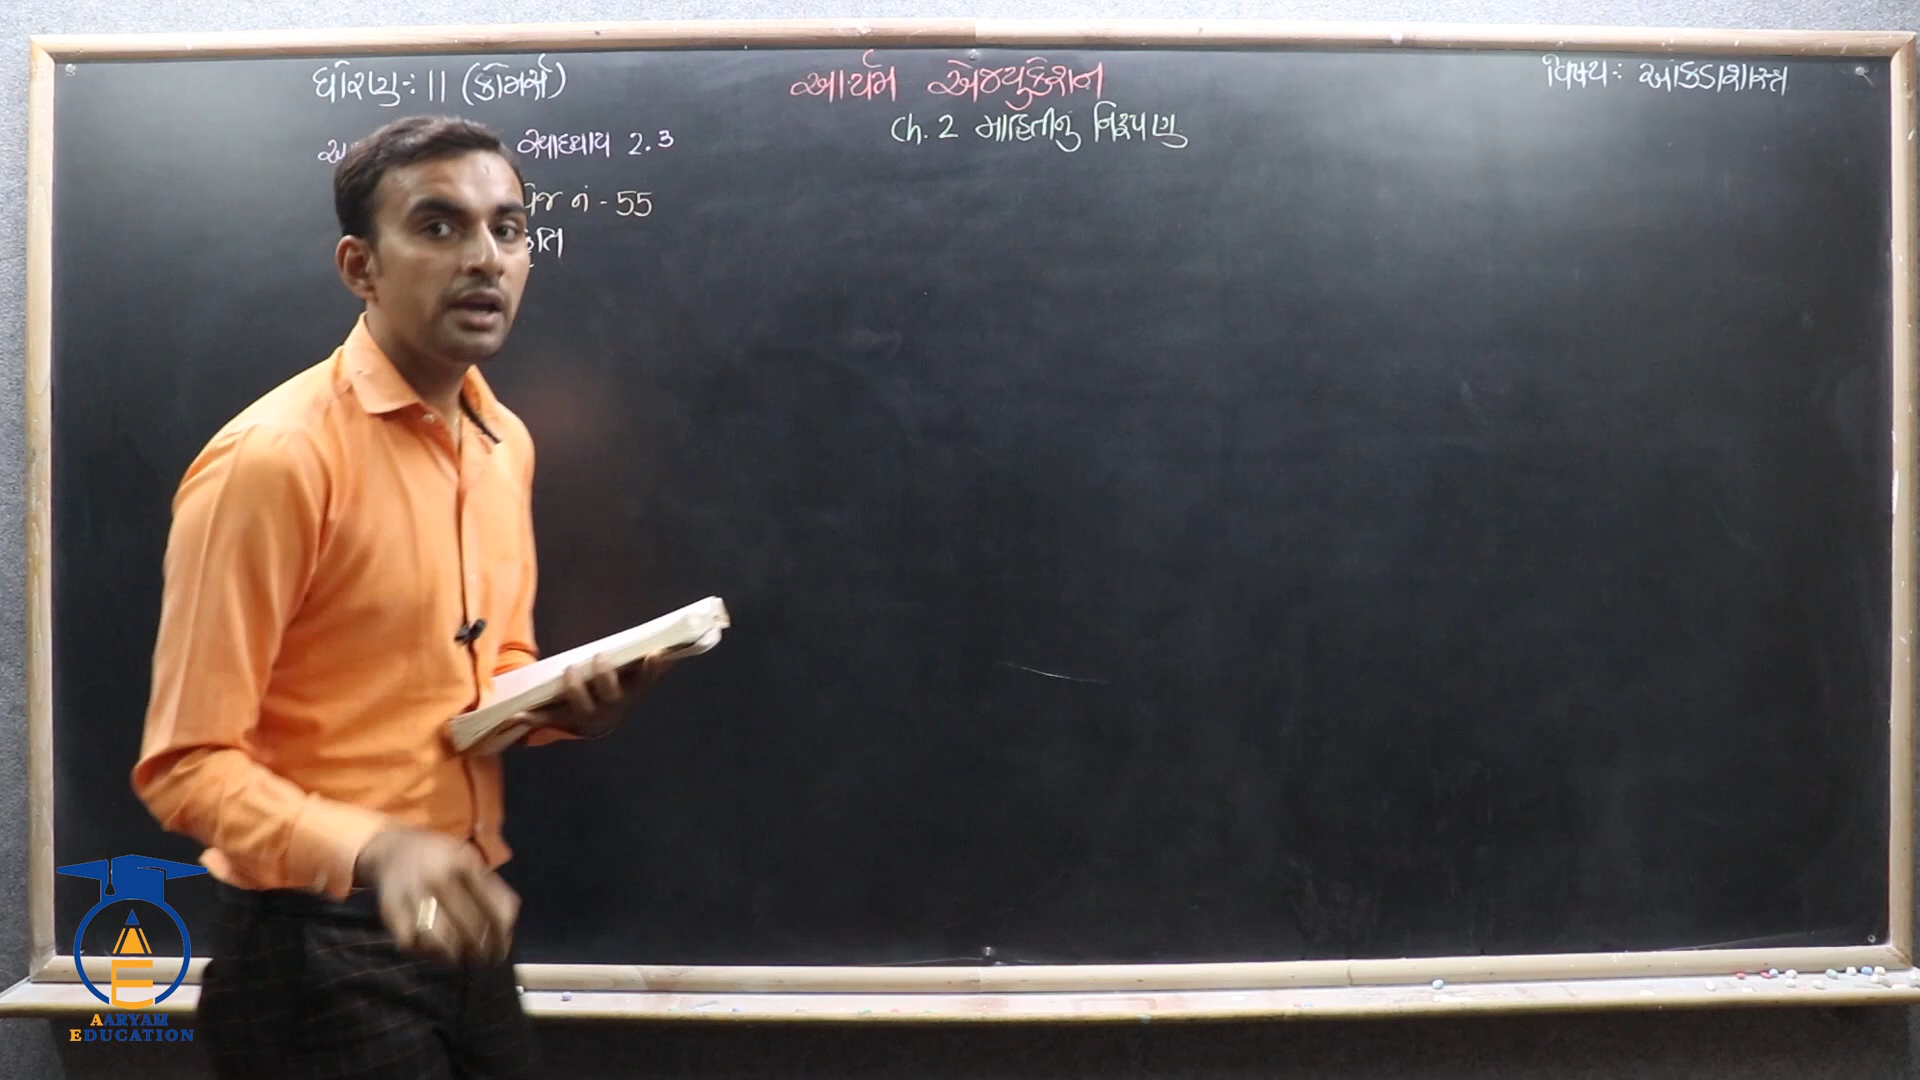 ધોરણ:- 11 (કોમર્સ)
આર્યમ એજ્યુકેશન
વિષય: આંકડાશાસ્ત્ર
Ch. 2 માહિતીનું નિરૂપણ
સ્વાધ્યાય 2.3
પેજ નં - 55
AARYAM
EDUCATION